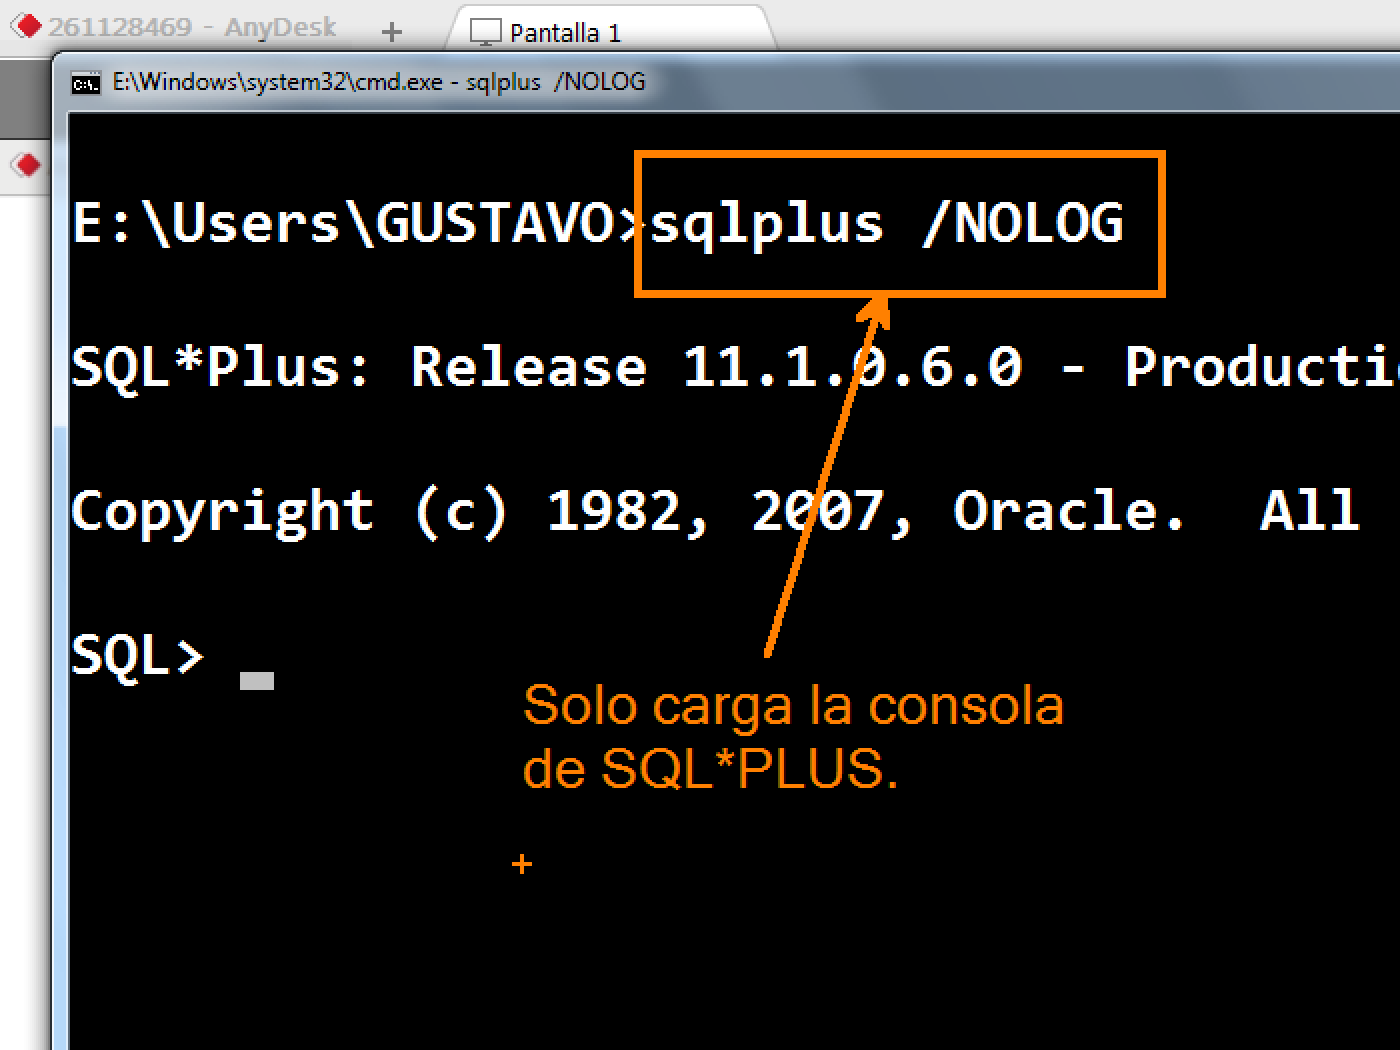 261128469 - AnyDesk + Pantalla 1
E:\Windows\system32\cmd.exe - sqlplus /NOLOG
E:\Users\GUSTAVO>sqlplus /NOLOG
SQL*Plus: Release 11.1.0.6.0 - Producti
Copyright (c) 1982, 2007, Oracle. All
SQL>
Solo carga la consola
de SQL*PLUS.